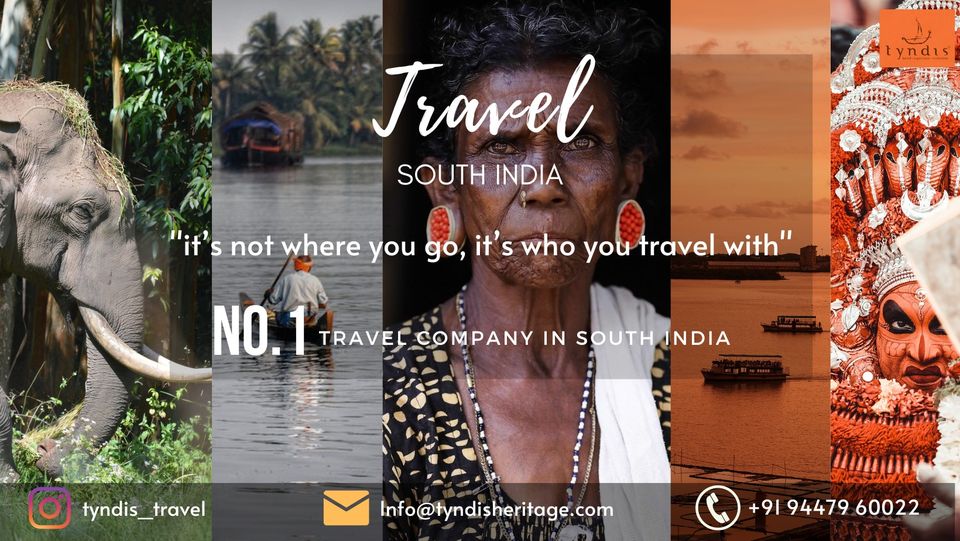 tyndis
Travel
SOUTH INDIA
"it's not where you go, it's who you travel with"
NO.1 TRAVEL COMPANY IN SOUTH INDIA
tyndis_travel
Info@tyndisheritage.com
+91 94479 60022